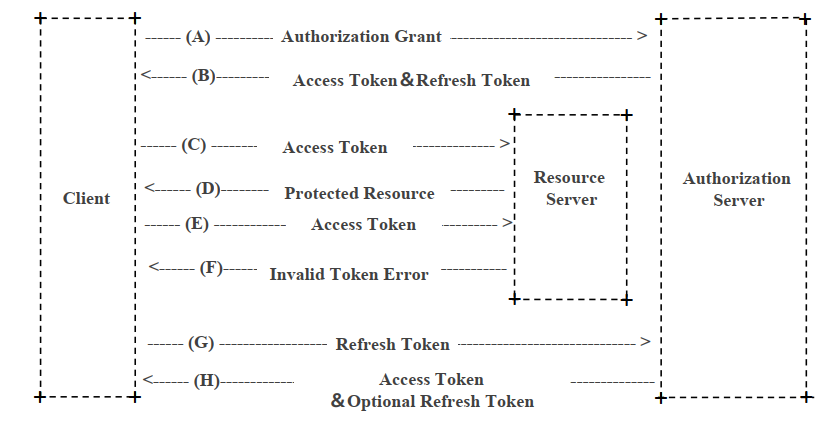 (A) Authorization Grant
(B) Access Token&Refresh Token
(C) Access Token
(D) Protected Resource
Resource
Server
Client
Authorization
Server
(E) Access Token
(F) Invalid Token Error
(G) Refresh Token
(H) Access Token
&Optional Refresh Token